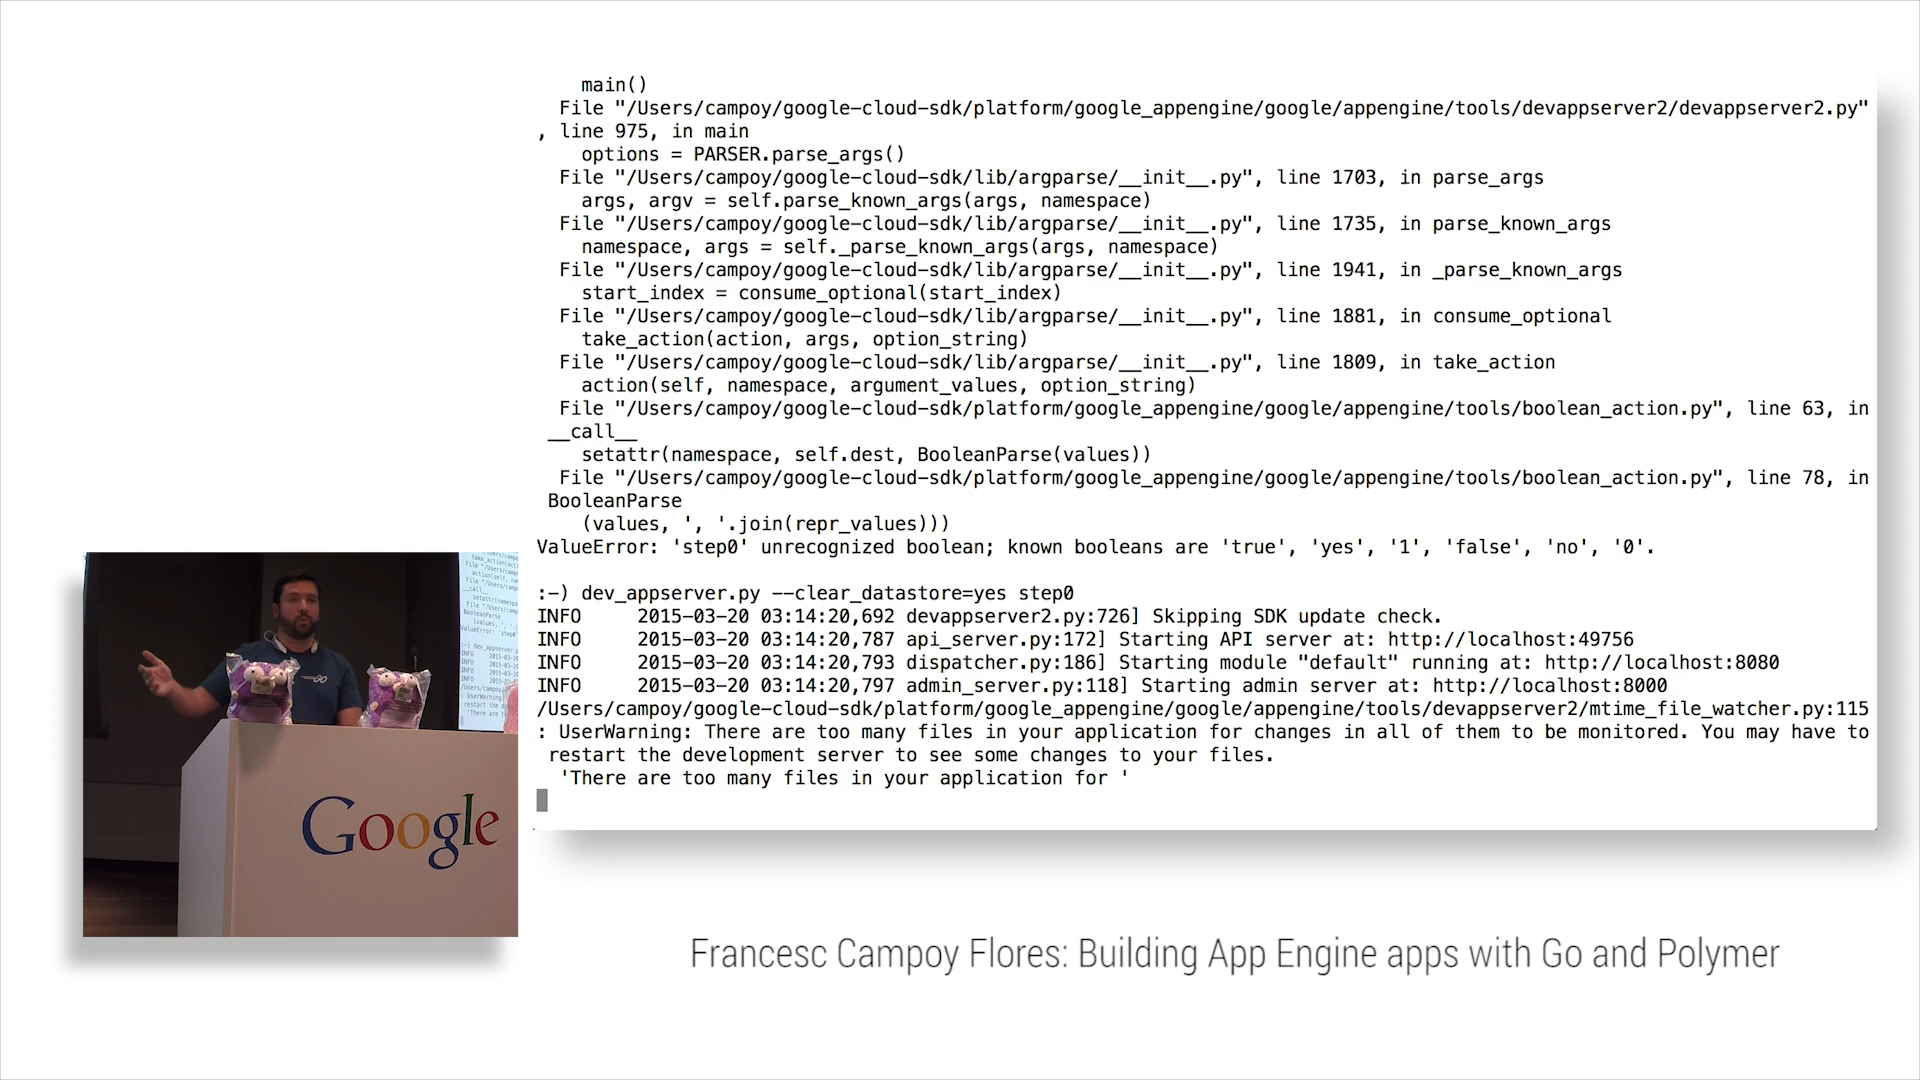 main()
File "/Users/campoy/google-cloud-sdk/platform/google_appengine/google/appengine/tools/devappserver2/devappserver2.py"
, line 975, in main
options = PARSER.parse_args()
File "/Users/campoy/google-cloud-sdk/lib/argparse/__init__.py", line 1703, in parse_args
args, argv = self.parse_known_args(args, namespace)
File "/Users/campoy/google-cloud-sdk/lib/argparse/__init__.py", line 1735, in parse_known_args
namespace, args = self._parse_known_args(args, namespace)
File "/Users/campoy/google-cloud-sdk/lib/argparse/__init__.py", line 1941, in _parse_known_args
start_index = consume_optional(start_index)
File "/Users/campoy/google-cloud-sdk/lib/argparse/__init__.py", line 1881, in consume_optional
take_action(action, args, option_string)
File "/Users/campoy/google-cloud-sdk/lib/argparse/__init__.py", line 1809, in take_action
action(self, namespace, argument_values, option_string)
File "/Users/campoy/google-cloud-sdk/platform/google_appengine/google/appengine/tools/boolean_action.py", line 63, in
__call__
setattr(namespace, self.dest, BooleanParse(values))
File "/Users/campoy/google-cloud-sdk/platform/google_appengine/google/appengine/tools/boolean_action.py", line 78, in
BooleanParse
(values, ', '.join(repr_values)))
ValueError: 'step0' unrecognized boolean; known booleans are 'true', 'yes', '1', 'false', 'no', '0'.
:-) dev_appserver.py --clear_datastore=yes step0
INFO 2015-03-20 03:14:20,692 devappserver2.py:726] Skipping SDK update check.
INFO 2015-03-20 03:14:20,787 api_server.py:172] Starting API server at: http://localhost:49756
INFO 2015-03-20 03:14:20,793 dispatcher.py:186] Starting module "default" running at: http://localhost:8080
INFO 2015-03-20 03:14:20,797 admin_server.py:118] Starting admin server at: http://localhost:8000
/Users/campoy/google-cloud-sdk/platform/google_appengine/google/appengine/tools/devappserver2/mtime_file_watcher.py:115
: UserWarning: There are too many files in your application for changes in all of them to be monitored. You may have to
restart the development server to see some changes to your files.
'There are too many files in your application for '
Google
Francesc Campoy Flores: Building App Engine apps with Go and Polymer